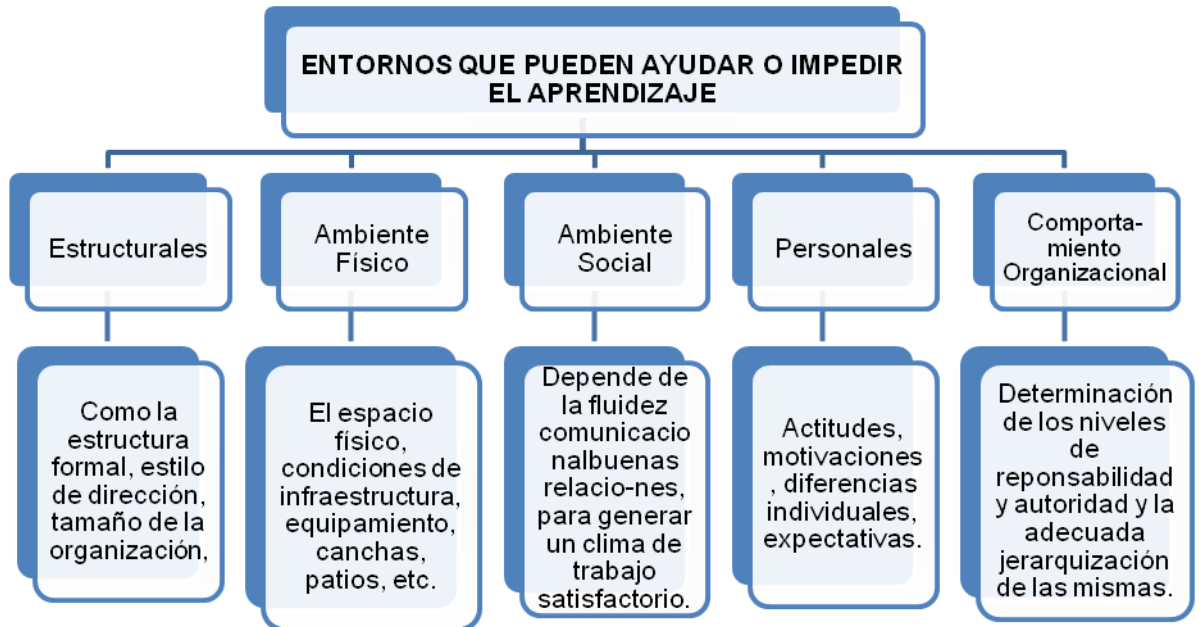 ENTORNOS QUE PUEDEN AYUDAR O IMPEDIR
EL APRENDIZAJE
Estructurales
Ambiente
Físico
Ambiente
Social
Personales
Comporta-
miento
Organizacional
Como la
estructura
formal, estilo
de dirección,
tamaño de la
organización,
El espacio
físico,
condiciones de
infraestructura,
equipamiento,
canchas,
patios, etc.
Depende de
la fluidez
comunicacio
nalbuenas
relacio-nes,
para generar
un clima de
trabajo
satisfactorio.
Actitudes,
motivaciones
, diferencias
individuales,
expectativas.
Determinación
de los niveles
de
reponsabilidad
y autoridad y la
adecuada
jerarquización
de las mismas.